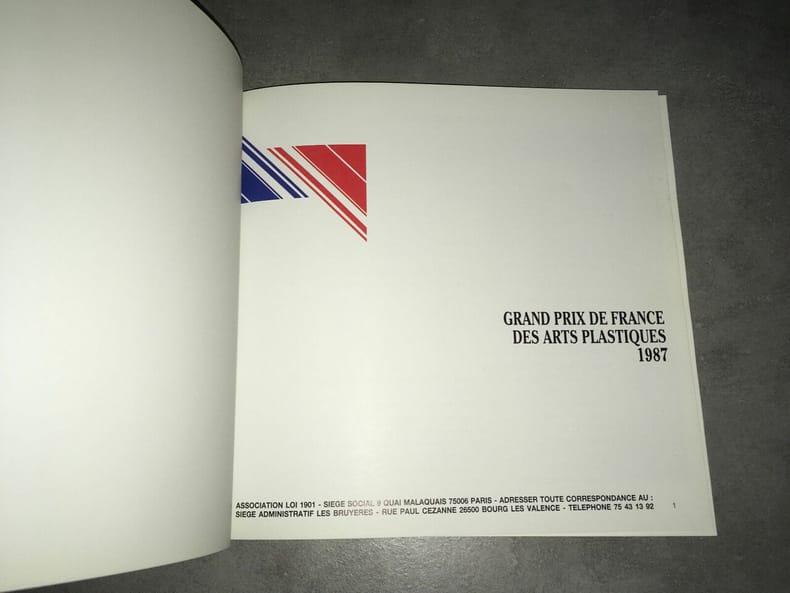 GRAND PRIX DE FRANCE
DES ARTS PLASTIQUES
1987
ASSOCIATION LOI 1901 - SIEGE SOCIAL 9 QUAI MALAQUAIS 75006 PARIS - ADRESSER TOUTE CORRESPONDANCE AU :
SIEGE ADMINISTRATIF LES BRUYERES - RUE PAUL CEZANNE 26500 BOURG LES VALENCE - TELEPHONE 75 43 13 92
1